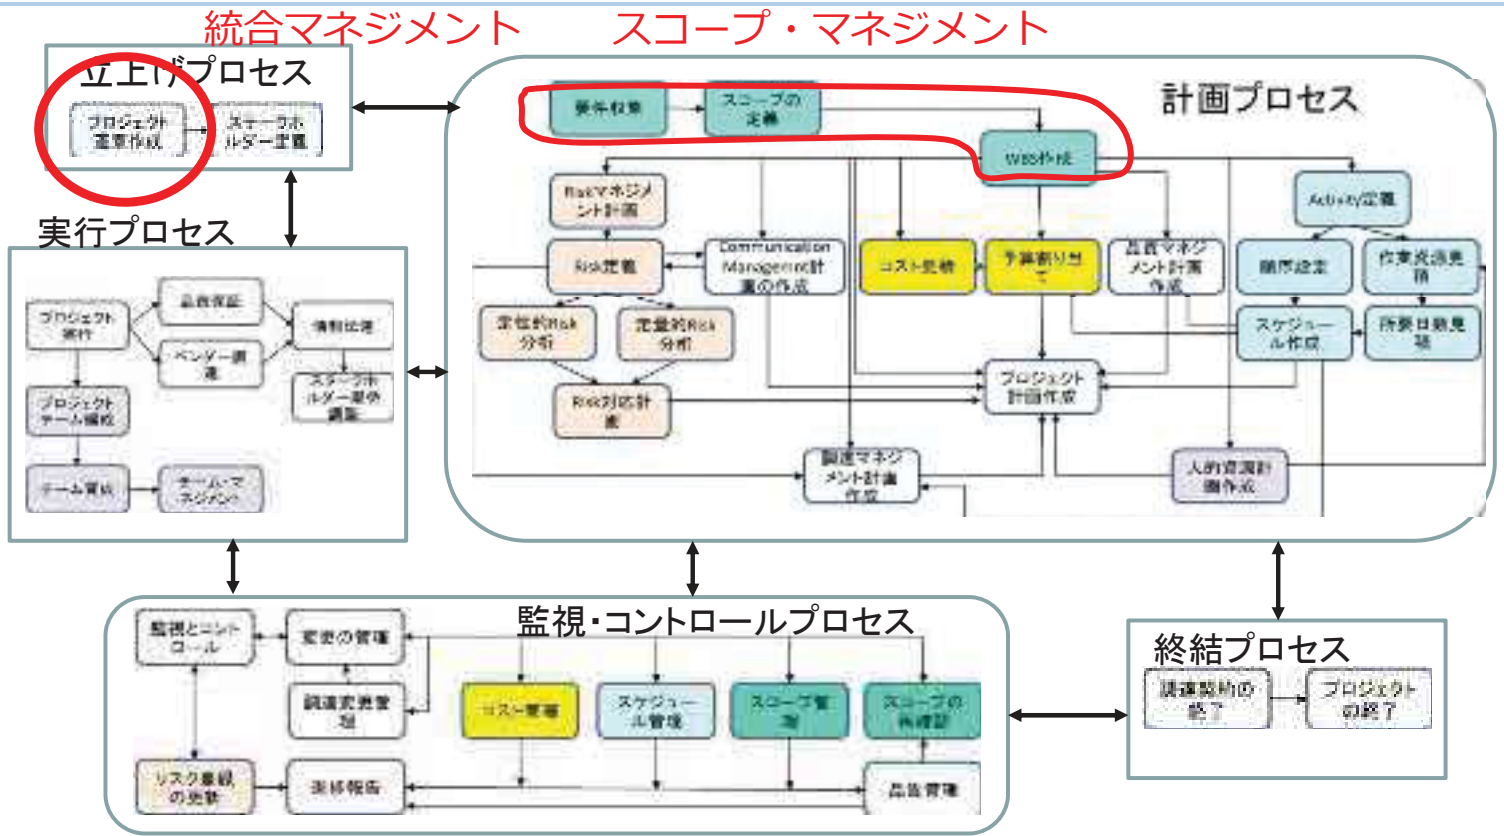 統合マネジメント
スコープ・マネジメント
立上げプロセス
プロジェクト
憲章作成
ステークホ
ルダー定義
計画プロセス
要件収集
スコープの
定義
WBS作成
Riskマネジメ
ント計画
Activity定義
Risk定義
Communication
Management計
画の作成
コスト見積
予算割り当
て
品質マネジ
メント計画
作成
順序設定
作業資源見
積
定性的Risk
分析
定量的Risk
分析
スケジュー
ル作成
所要日数見
積
Risk対応計
画
プロジェクト
計画作成
調達マネジ
メント計画
作成
人的資源計
画作成
実行プロセス
プロジェクト
実行
品質保証
ベンダー調
達
情報伝達
ステークホ
ルダー期待
調整
プロジェクト
チーム編成
チーム育成
チーム・マ
ネジメント
監視・コントロールプロセス
監視とコント
ロール
変更の管理
調達変更管
理
コスト管理
スケジュー
ル管理
スコープ管
理
スコープの
再確認
リスク登録
の更新
進捗報告
品質管理
終結プロセス
調達契約の
終了
プロジェクト
の終了